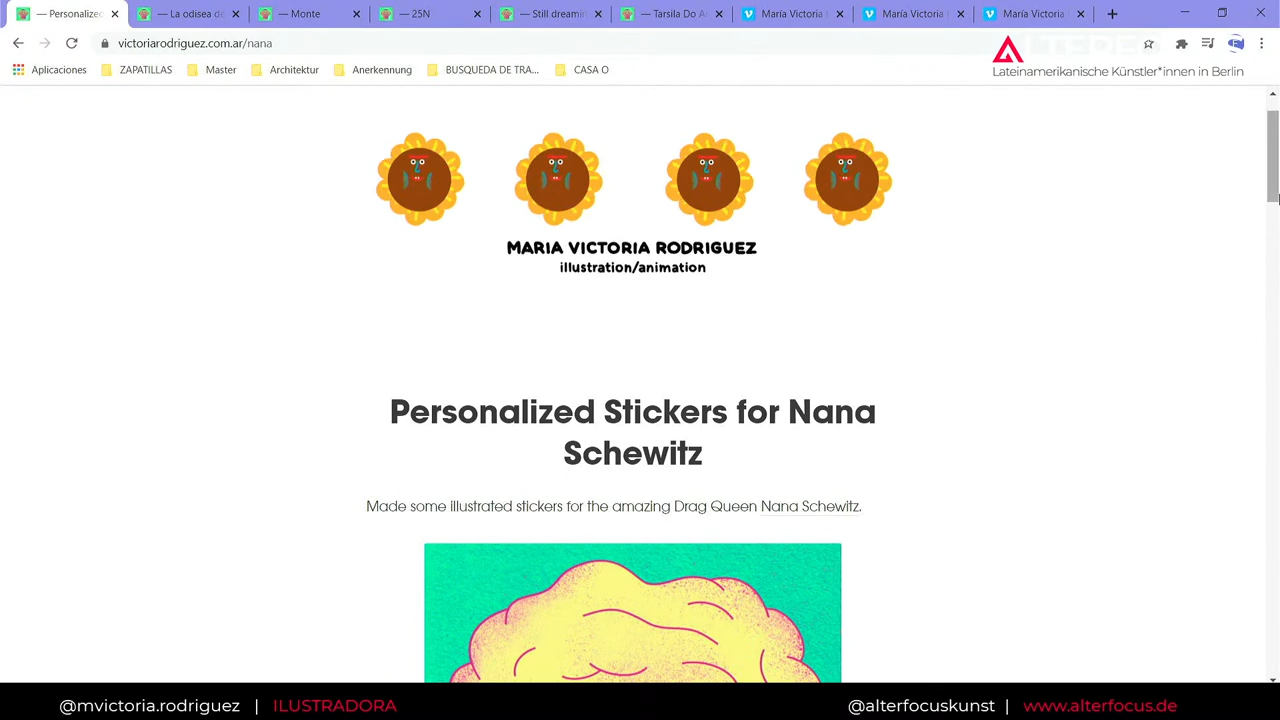 — Personalized
— La odisea de
— Monte
— 25N
— Still dreamin
— Tarsila Do A
María Victoria
María Victoria
María Victoria
victoriarodriguez.com.ar/nana
Lateinamerikanische Künstler*innen in Berlin
Aplicaciones
ZAPATILLAS
Master
Architektur
Anerkennung
BUSQUEDA DE TRA...
CASA O
MARIA VICTORIA RODRIGUEZ
illustration/animation
Personalized Stickers for Nana
Schewitz
Made some illustrated stickers for the amazing Drag Queen Nana Schewitz.
@mvictoria.rodriguez | ILUSTRADORA
@alterfocuskunst | www.alterfocus.de